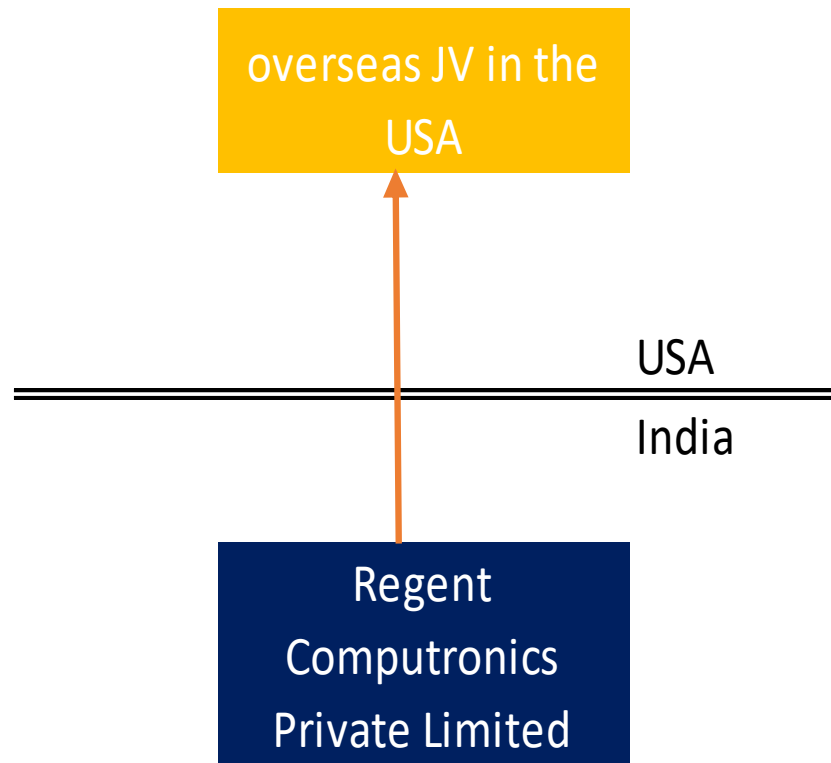 overseas JV in the
USA
USA
India
Regent
Computronics
Private Limited